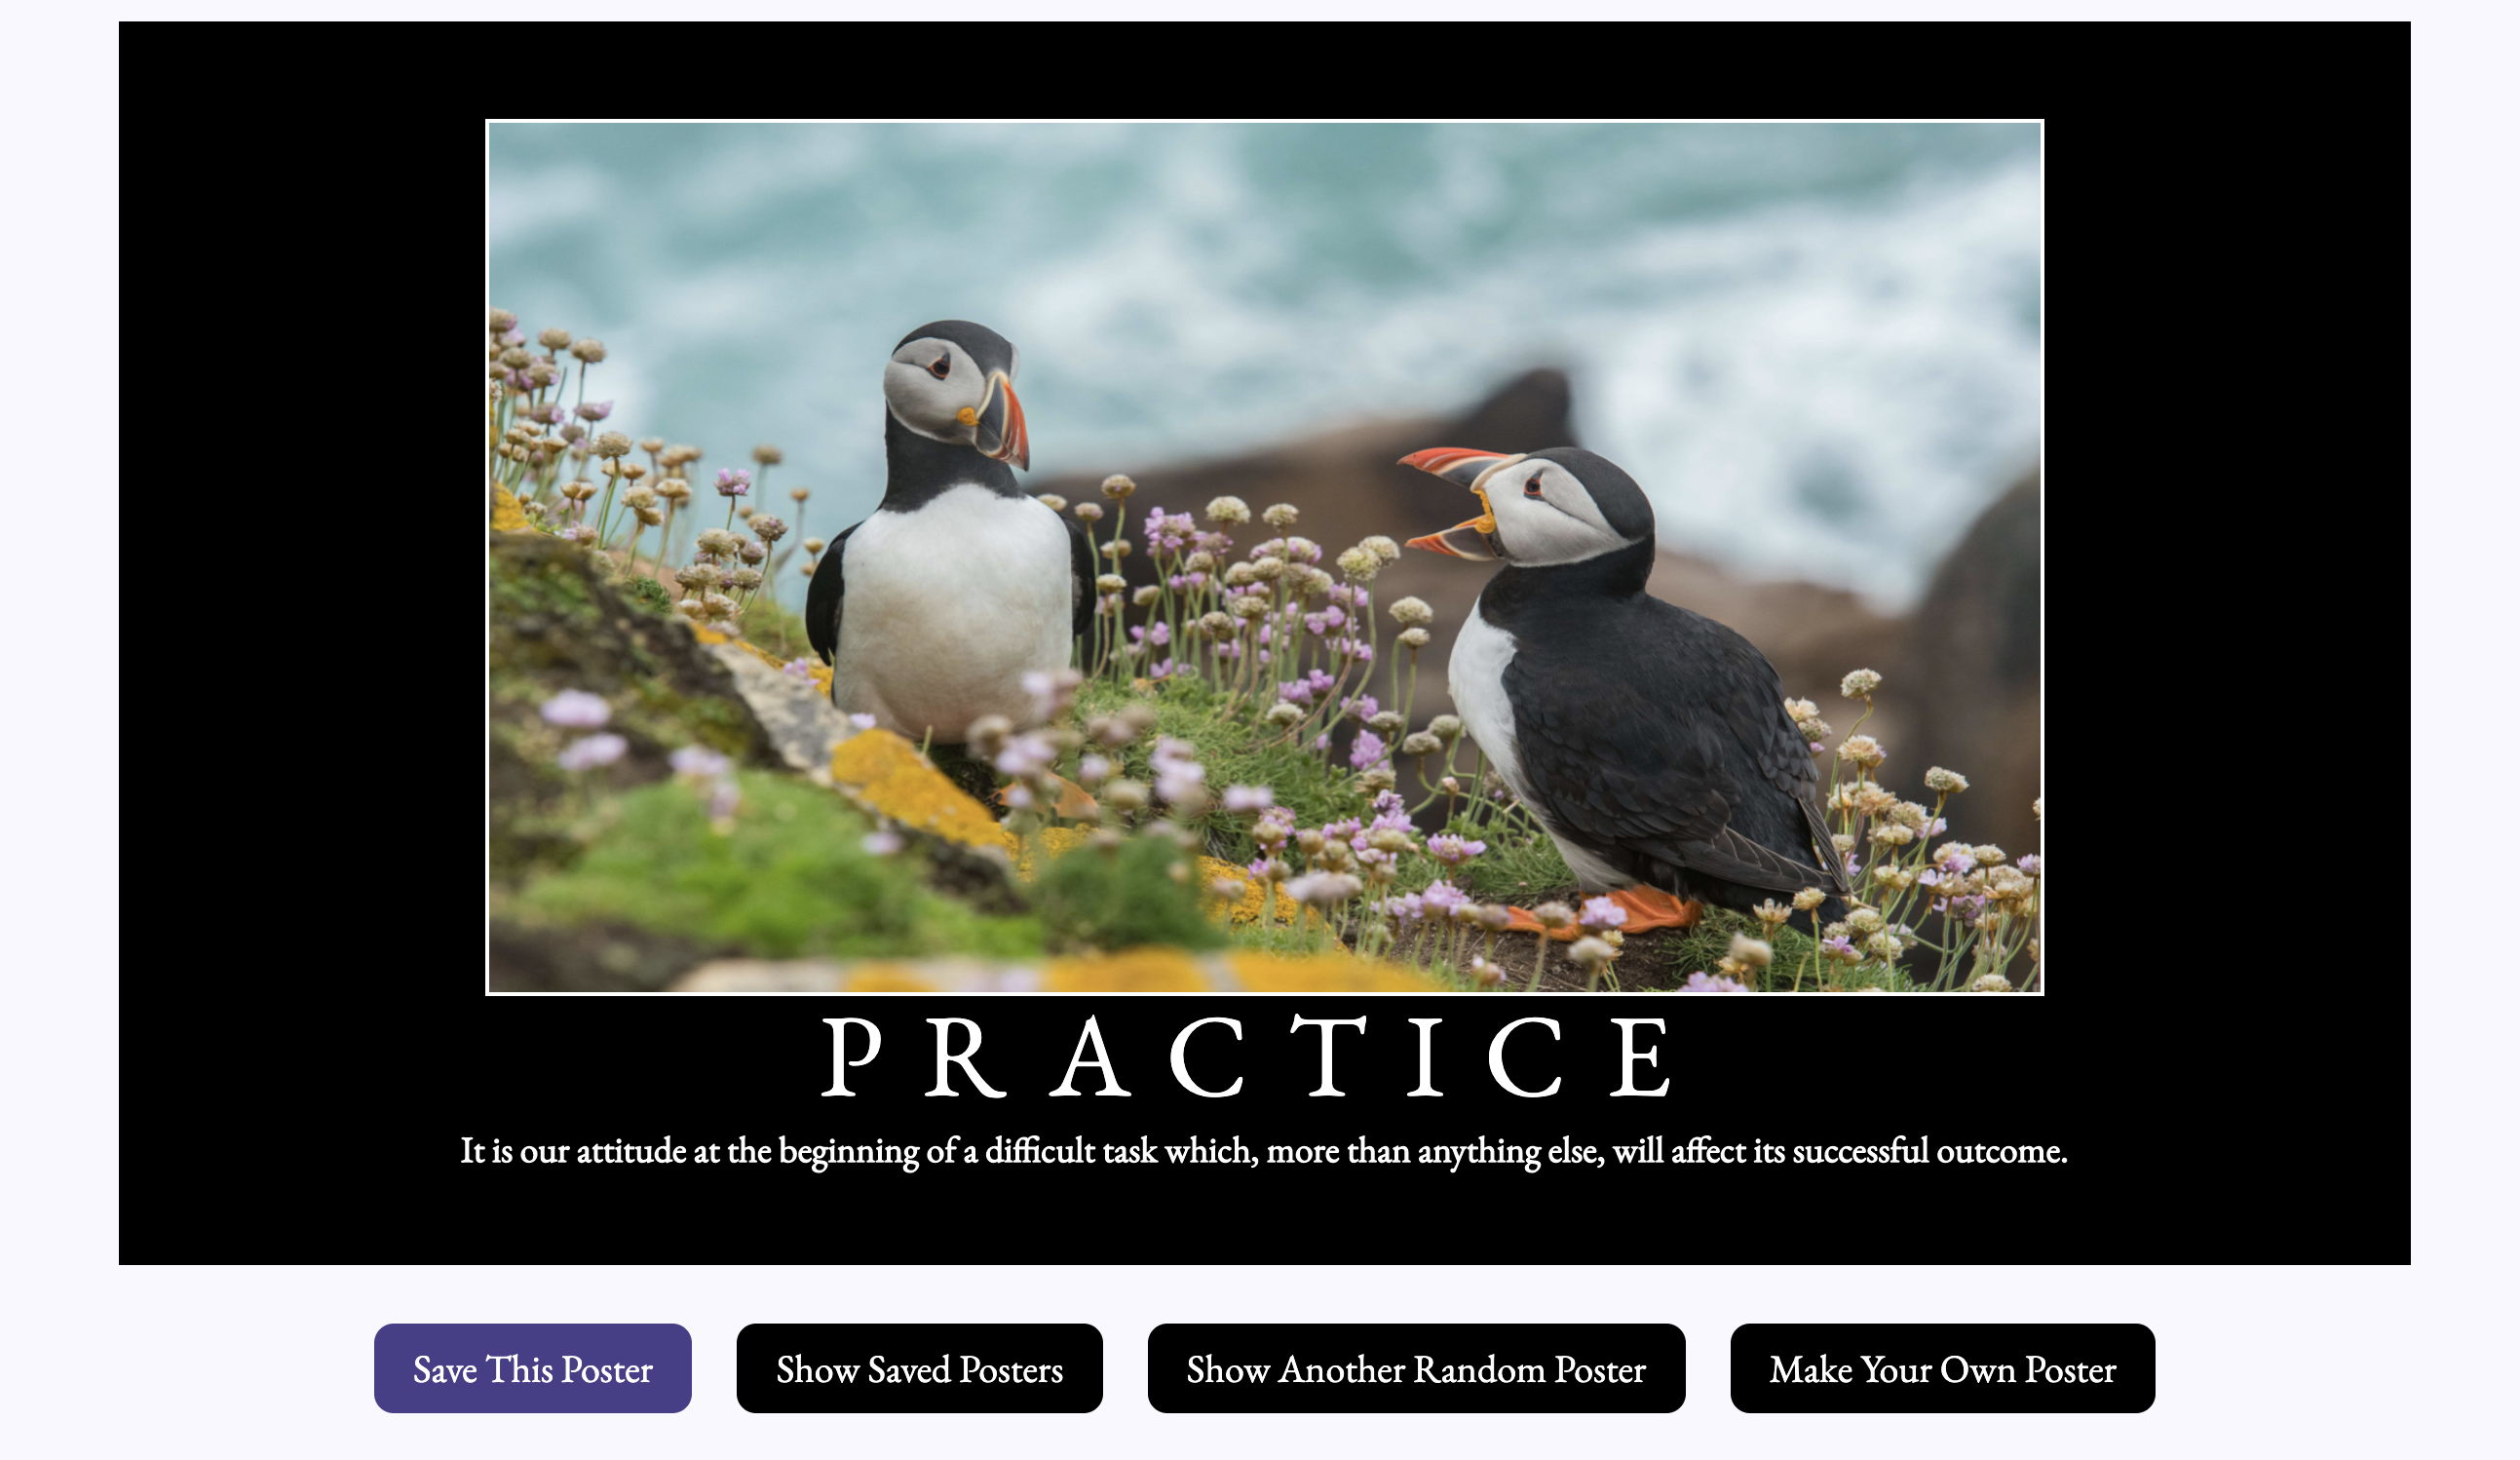 PRACTICE
It is our attitude at the beginning of a difficult task which, more than anything else, will affect its successful outcome.
Save This Poster
Show Saved Posters
Show Another Random Poster
Make Your Own Poster